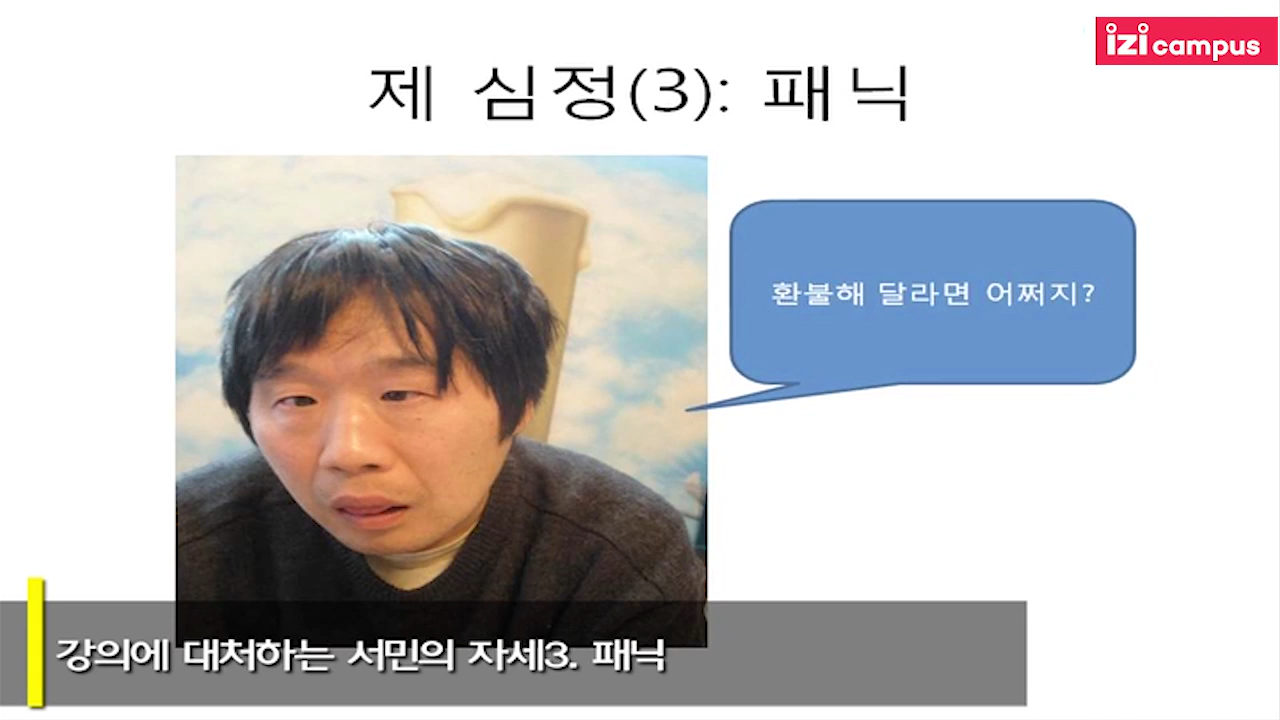 izi campus
제 심정(3): 패닉
환불해 달라면 어쩌지?
강의에 대처하는 서민의 자세3. 패닉